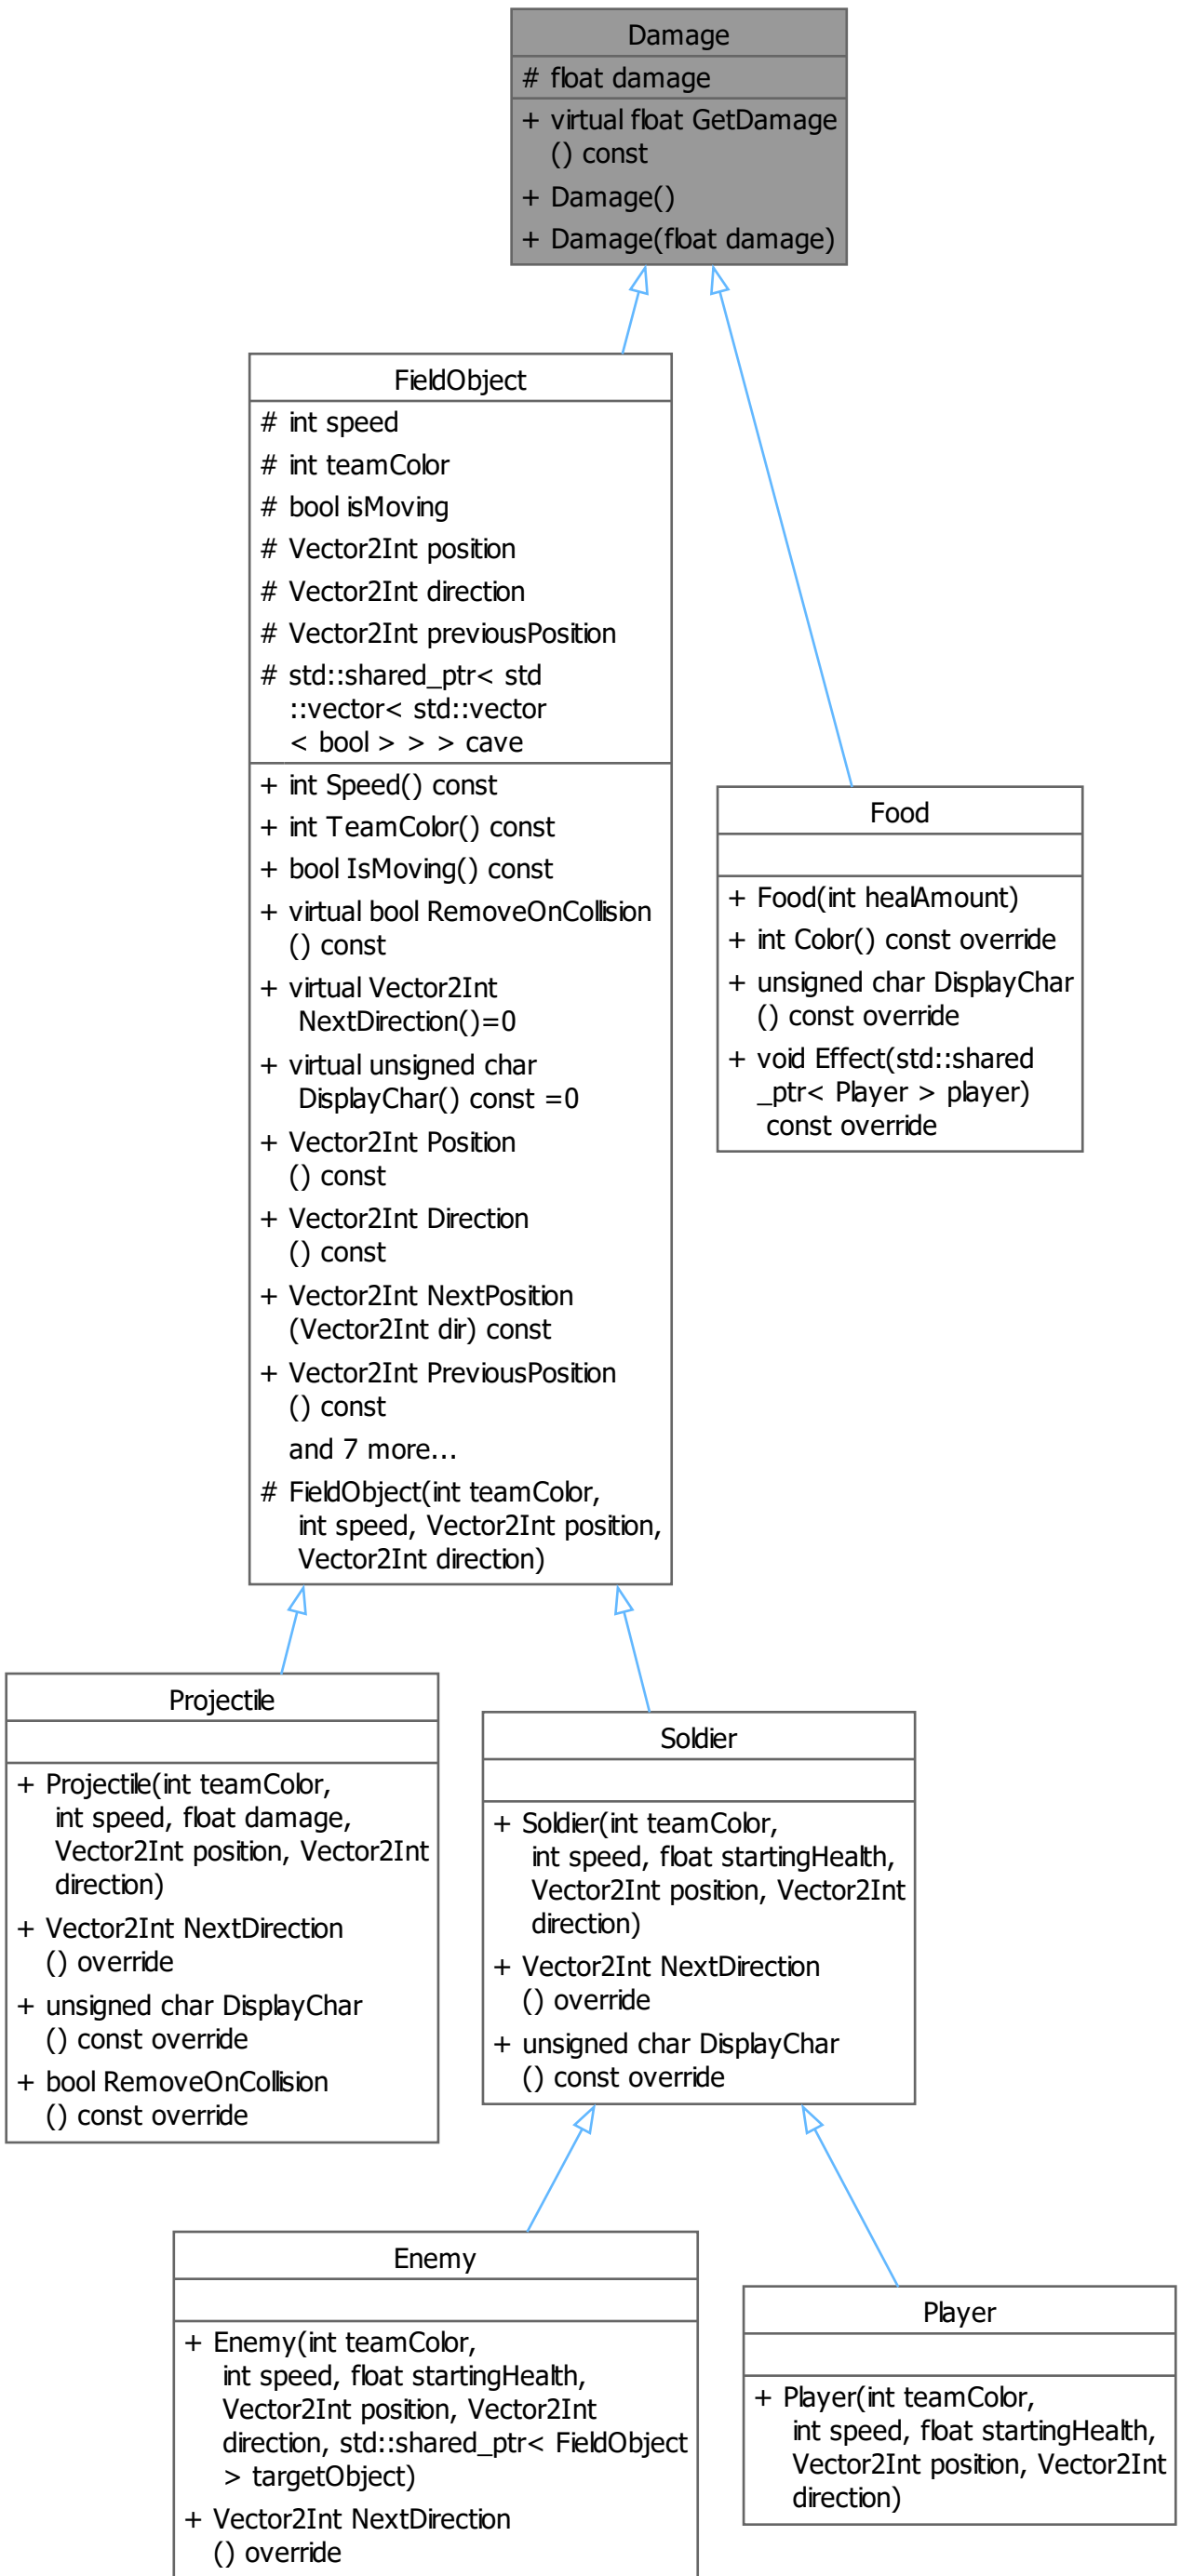 Damage
# float damage
+ virtual float GetDamage
() const
+ Damage()
+ Damage(float damage)
FieldObject
# int speed
# int teamColor
# bool isMoving
# Vector2Int position
# Vector2Int direction
# Vector2Int previousPosition
# std::shared_ptr< std
::vector< std::vector
< bool > > > cave
+ int Speed() const
+ int TeamColor() const
+ bool IsMoving() const
+ virtual bool RemoveOnCollision
() const
+ virtual Vector2Int
NextDirection()=0
+ virtual unsigned char
DisplayChar() const =0
+ Vector2Int Position
() const
+ Vector2Int Direction
() const
+ Vector2Int NextPosition
(Vector2Int dir) const
+ Vector2Int PreviousPosition
() const
and 7 more...
# FieldObject(int teamColor,
int speed, Vector2Int position,
Vector2Int direction)
Food
+ Food(int healAmount)
+ int Color() const override
+ unsigned char DisplayChar
() const override
+ void Effect(std::shared
_ptr< Player > player)
const override
Projectile
+ Projectile(int teamColor,
int speed, float damage,
Vector2Int position, Vector2Int
direction)
+ Vector2Int NextDirection
() override
+ unsigned char DisplayChar
() const override
+ bool RemoveOnCollision
() const override
Soldier
+ Soldier(int teamColor,
int speed, float startingHealth,
Vector2Int position, Vector2Int
direction)
+ Vector2Int NextDirection
() override
+ unsigned char DisplayChar
() const override
Enemy
+ Enemy(int teamColor,
int speed, float startingHealth,
Vector2Int position, Vector2Int
direction, std::shared_ptr< FieldObject
> targetObject)
+ Vector2Int NextDirection
() override
Player
+ Player(int teamColor,
int speed, float startingHealth,
Vector2Int position, Vector2Int
direction)